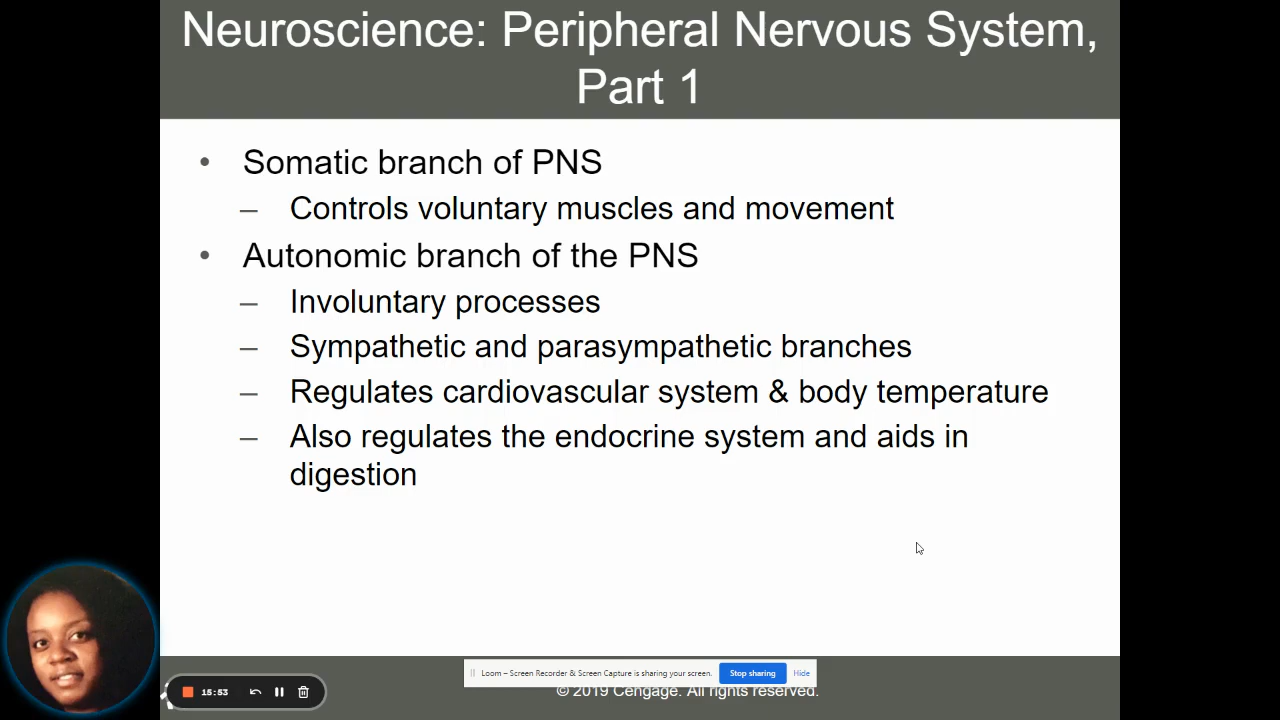 Neuroscience: Peripheral Nervous System,
Part 1
• Somatic branch of PNS
– Controls voluntary muscles and movement
• Autonomic branch of the PNS
– Involuntary processes
– Sympathetic and parasympathetic branches
– Regulates cardiovascular system & body temperature
– Also regulates the endocrine system and aids in
digestion
Loom – Screen Recorder & Screen Capture is sharing your screen. Stop sharing Hide
15:53
© 2019 Cengage. All rights reserved.